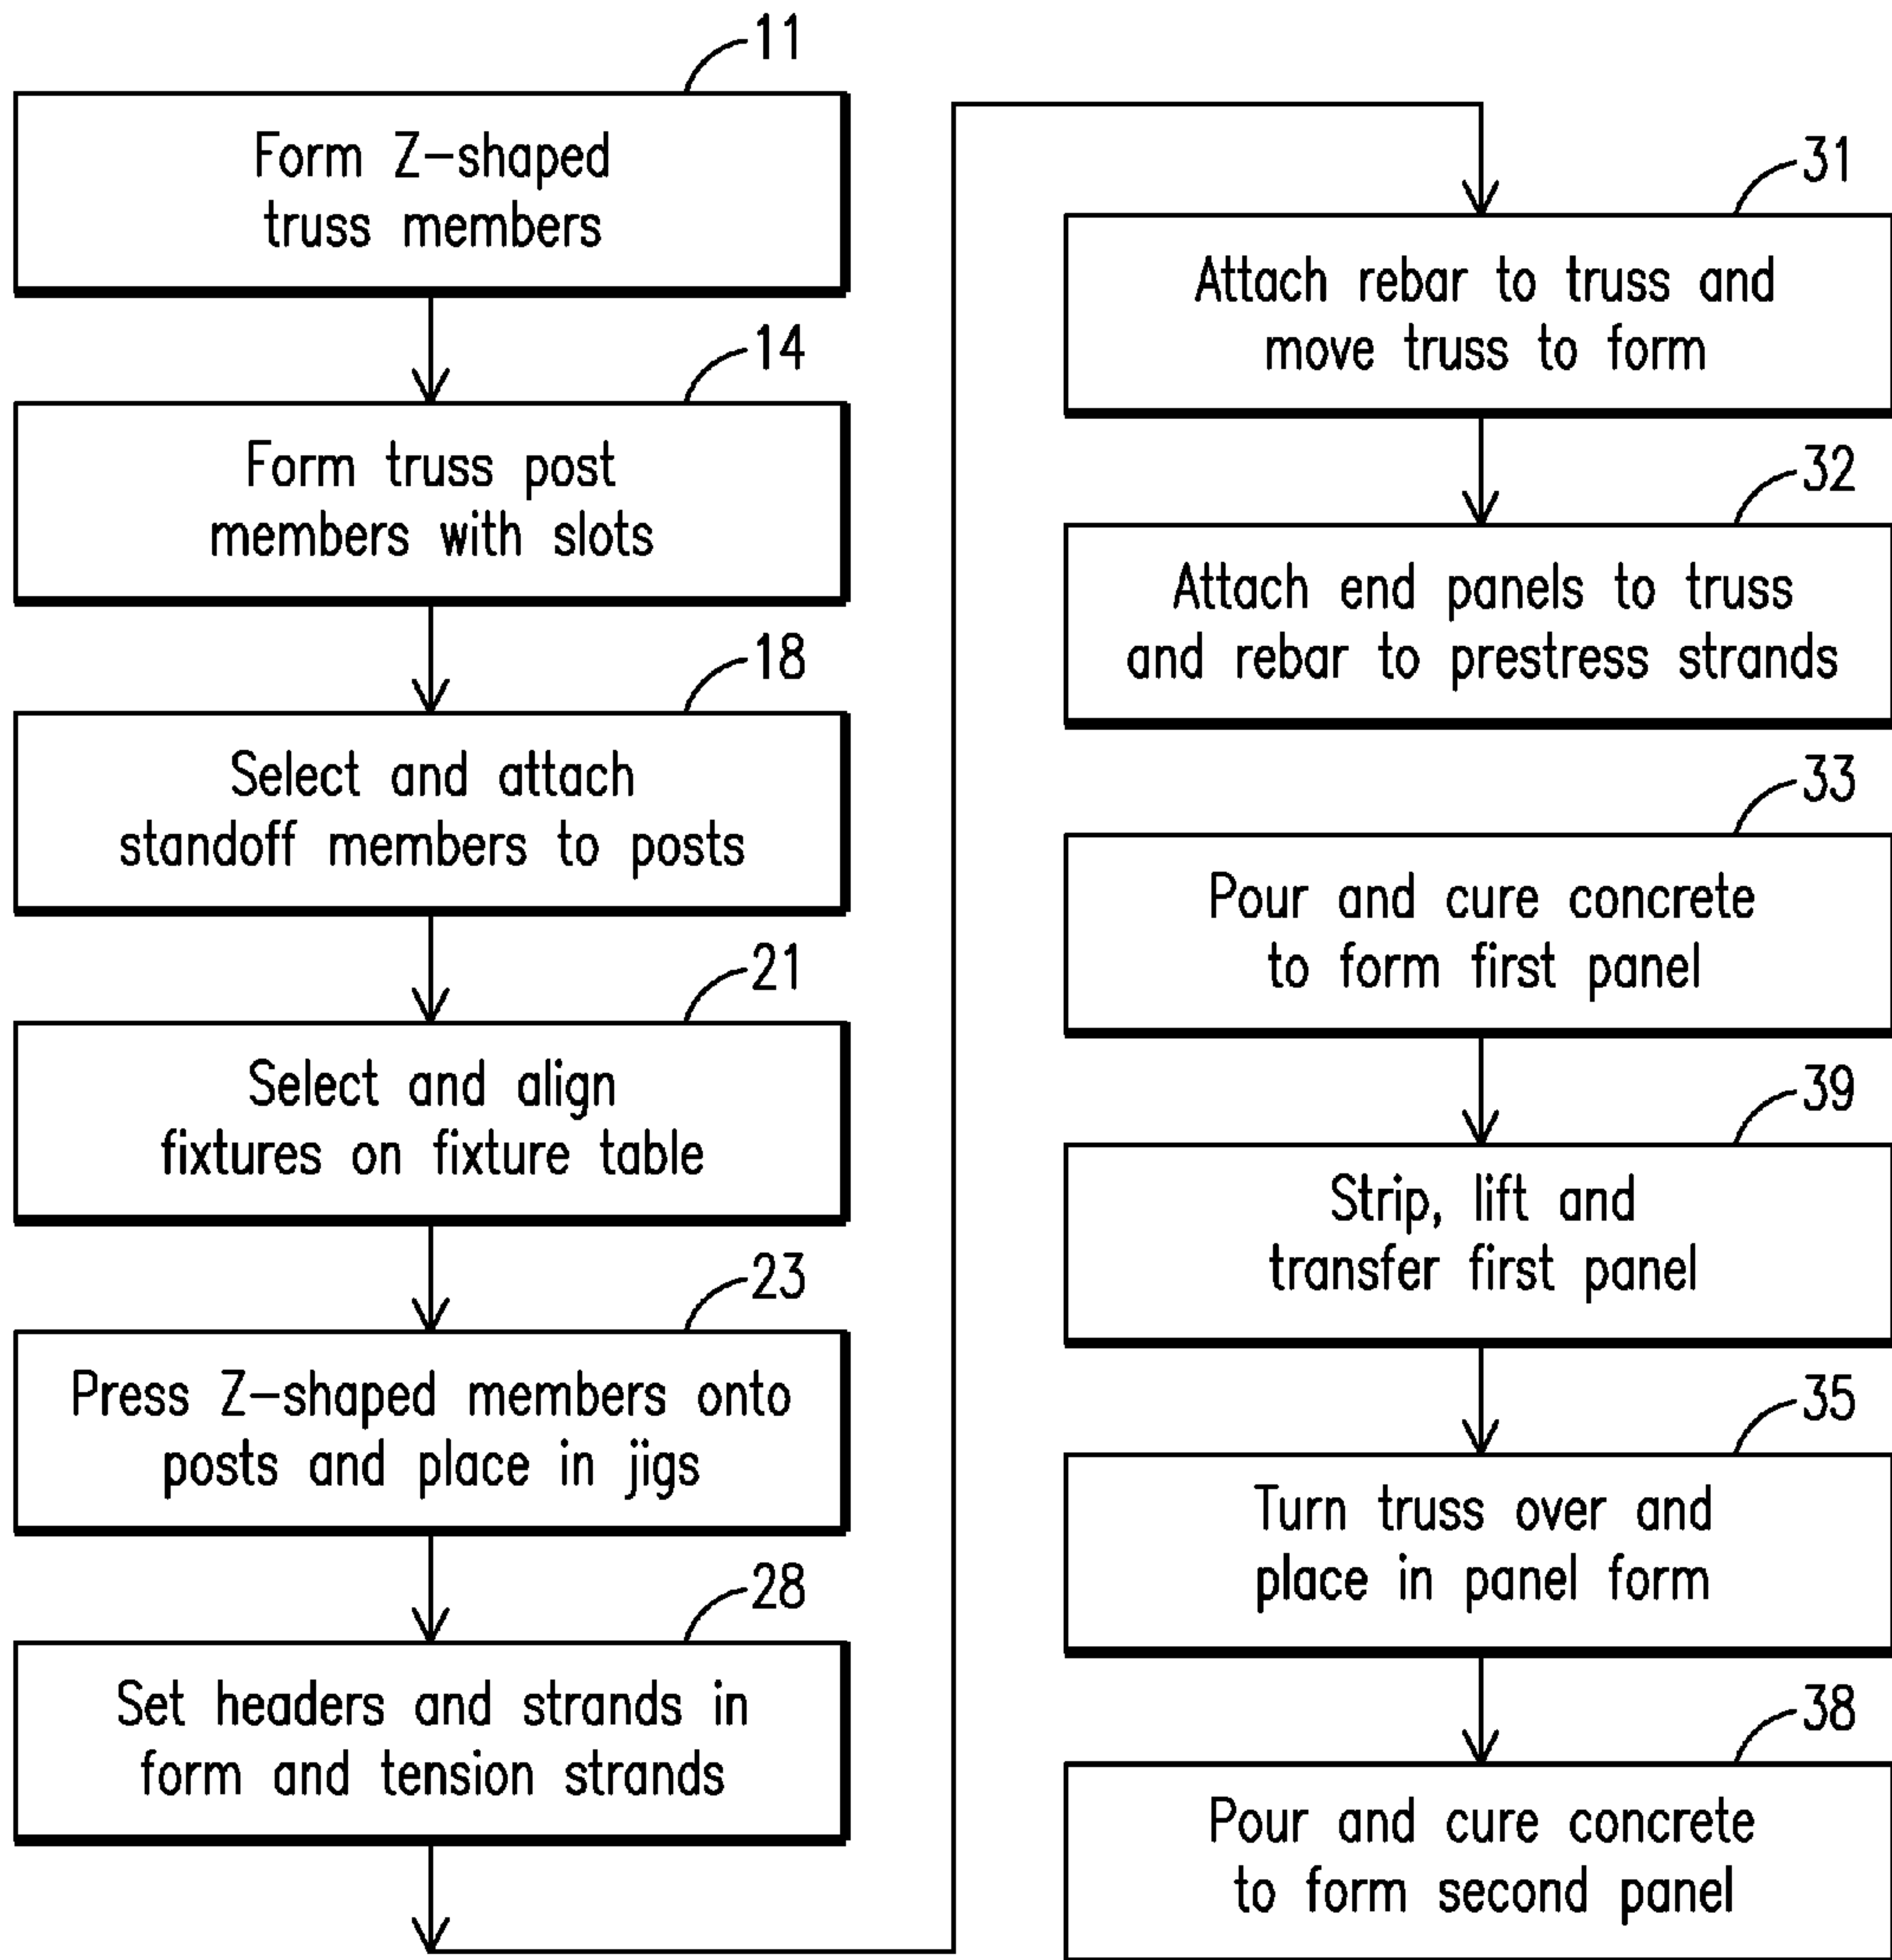 11
Form Z-shaped
truss members
14
Form truss post
members with slots
18
Select and attach
standoff members to posts
21
Select and align
fixtures on fixture table
23
Press Z-shaped members onto
posts and place in jigs
28
Set headers and strands in
form and tension strands
31
Attach rebar to truss and
move truss to form
32
Attach end panels to truss
and rebar to prestress strands
33
Pour and cure concrete
to form first panel
39
Strip, lift and
transfer first panel
35
Turn truss over and
place in panel form
38
Pour and cure concrete
to form second panel